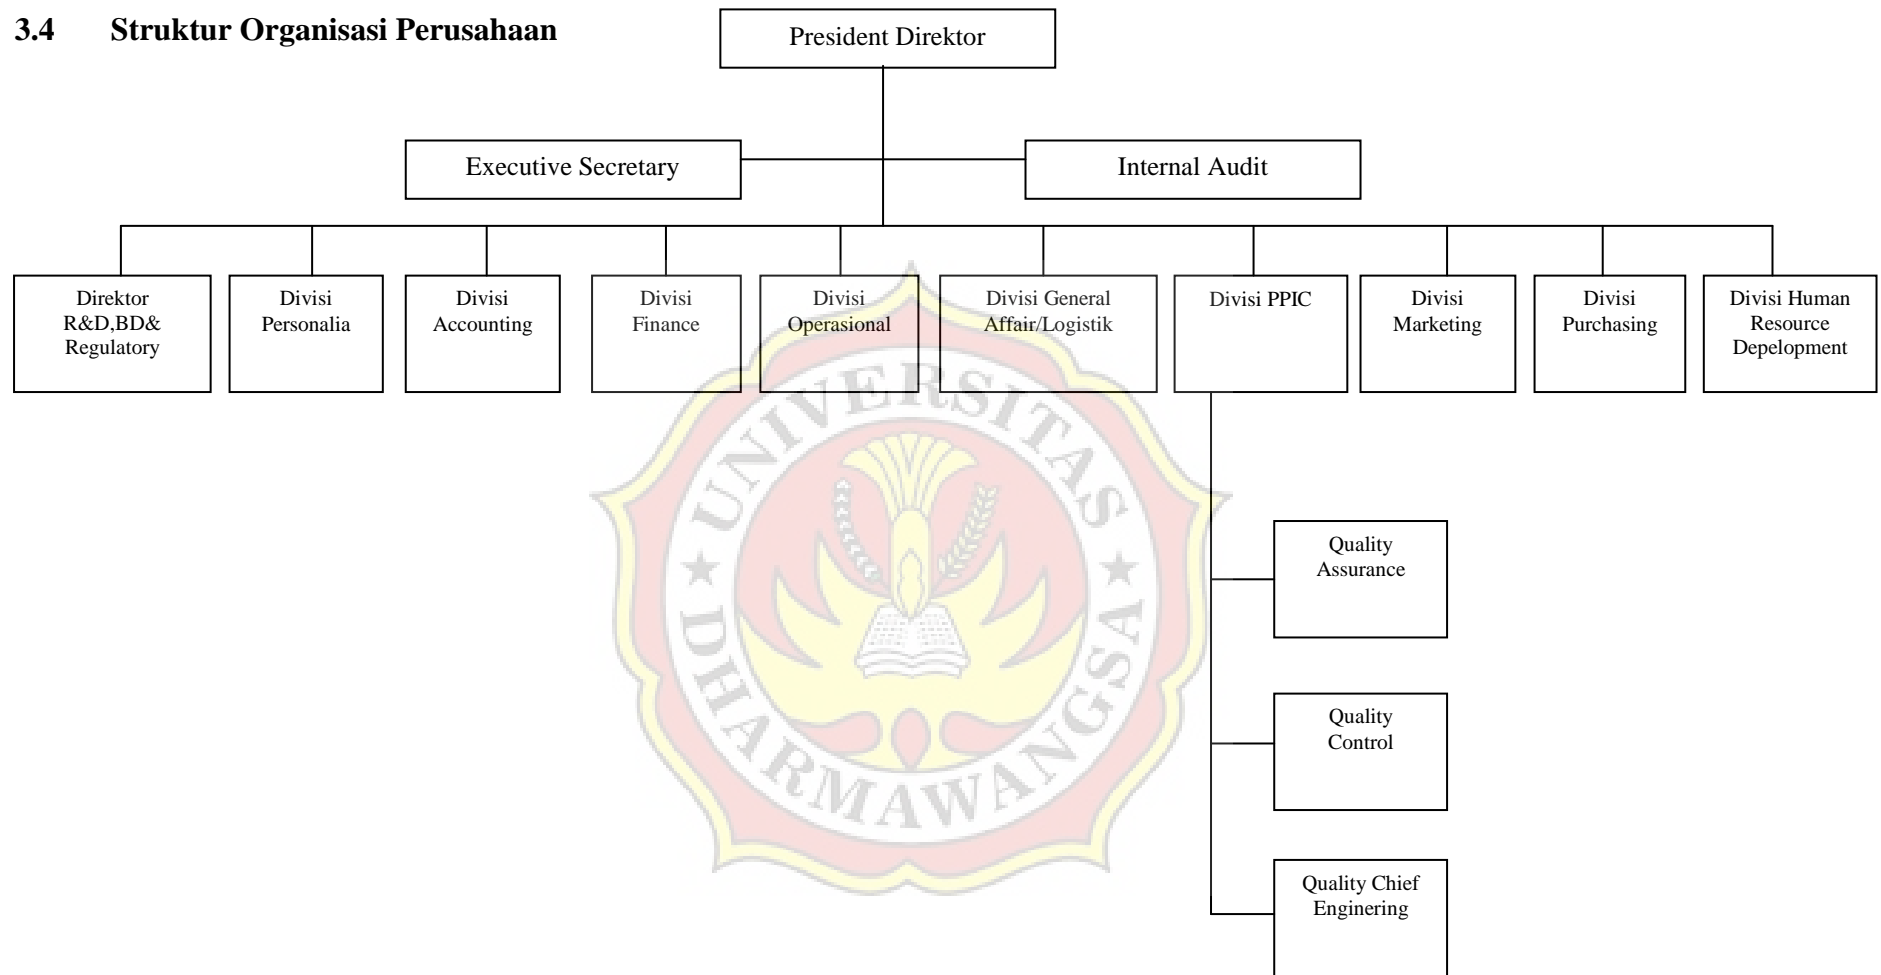 3.4 Struktur Organisasi Perusahaan
President Direktor
Executive Secretary
Internal Audit
Direktor
R&D,BD&
Regulatory
Divisi
Personalia
Divisi
Accounting
Divisi
Finance
Divisi
Operasional
Divisi General
Affair/Logistik
Divisi PPIC
Divisi
Marketing
Divisi
Purchasing
Divisi Human
Resource
Depelopment
Quality
Assurance
Quality
Control
Quality Chief
Enginering
UNIVERSITAS
DHARMAWANGSA